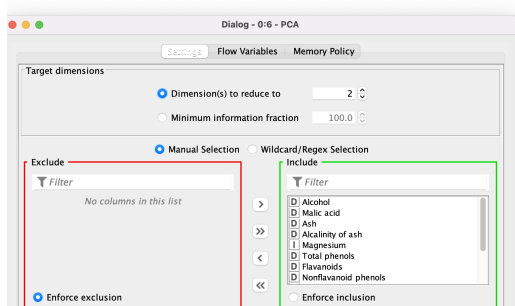 Dialog - 0:6 - PCA
Settings Flow Variables Memory Policy
Target dimensions
Dimension(s) to reduce to 2
Minimum information fraction 100.0
Manual Selection Wildcard/Regex Selection
Exclude
Filter
No columns in this list
Enforce exclusion
>
>>
<
<<
Include
Filter
D Alcohol
D Malic acid
D Ash
D Alcalinity of ash
I Magnesium
D Total phenols
D Flavanoids
D Nonflavanoid phenols
Enforce inclusion